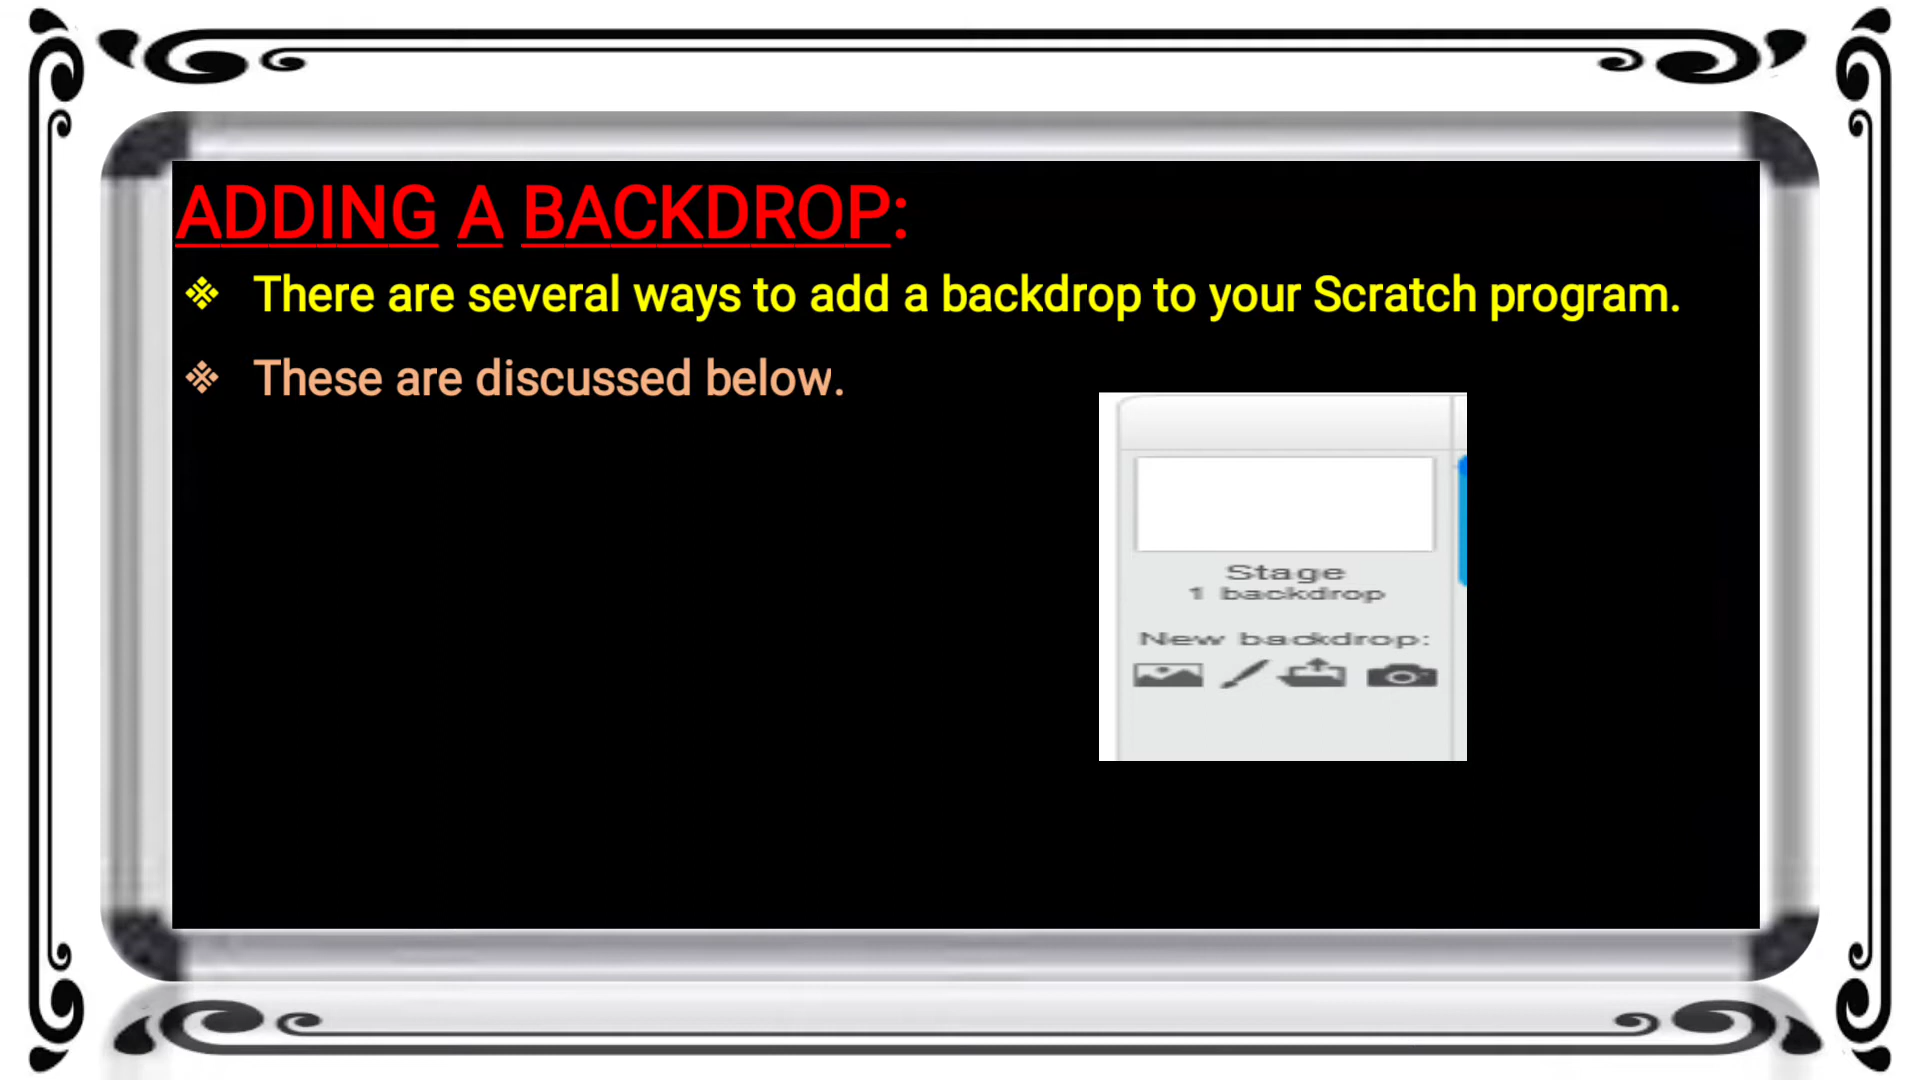 ADDING A BACKDROP:
There are several ways to add a backdrop to your Scratch program.
These are discussed below.
Stage
1 backdrop
New backdrop: